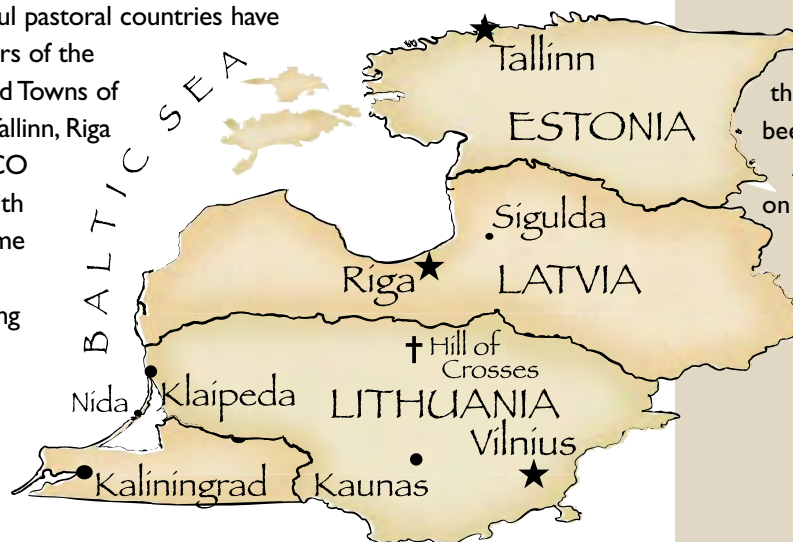 ul pastoral countries have
rs of the
d Towns of
Tallinn, Riga
CO
th
me
ng
BALTIC SEA
Tallinn
ESTONIA
th
bee
on
Sigulda
Riga
LATVIA
Hill of
Crosses
Nida
Klaipeda
LITHUANIA
Vilnius
Kaliningrad
Kaunas